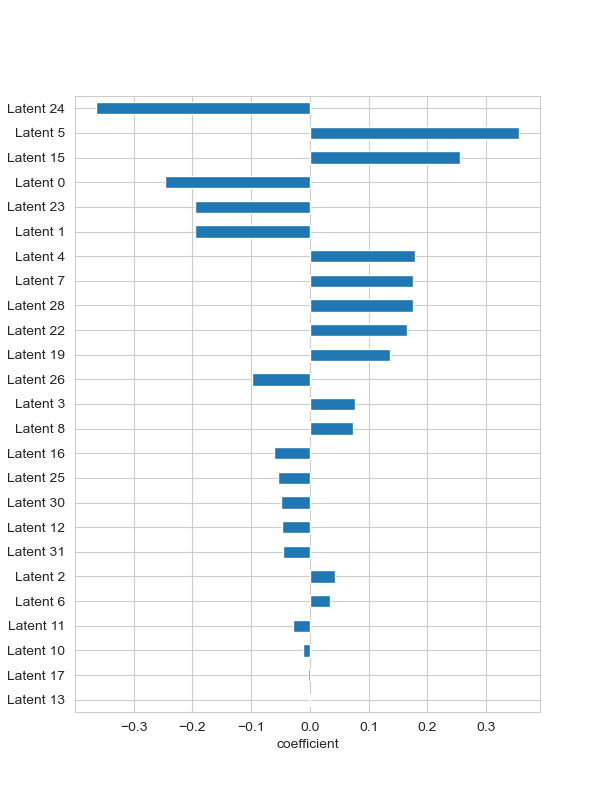 Latent 24
Latent 5
Latent 15
Latent 0
Latent 23
Latent 1
Latent 4
Latent 7
Latent 28
Latent 22
Latent 19
Latent 26
Latent 3
Latent 8
Latent 16
Latent 25
Latent 30
Latent 12
Latent 31
Latent 2
Latent 6
Latent 11
Latent 10
Latent 17
Latent 13
−0.3 −0.2 −0.1 0.0 0.1 0.2 0.3
coefficient